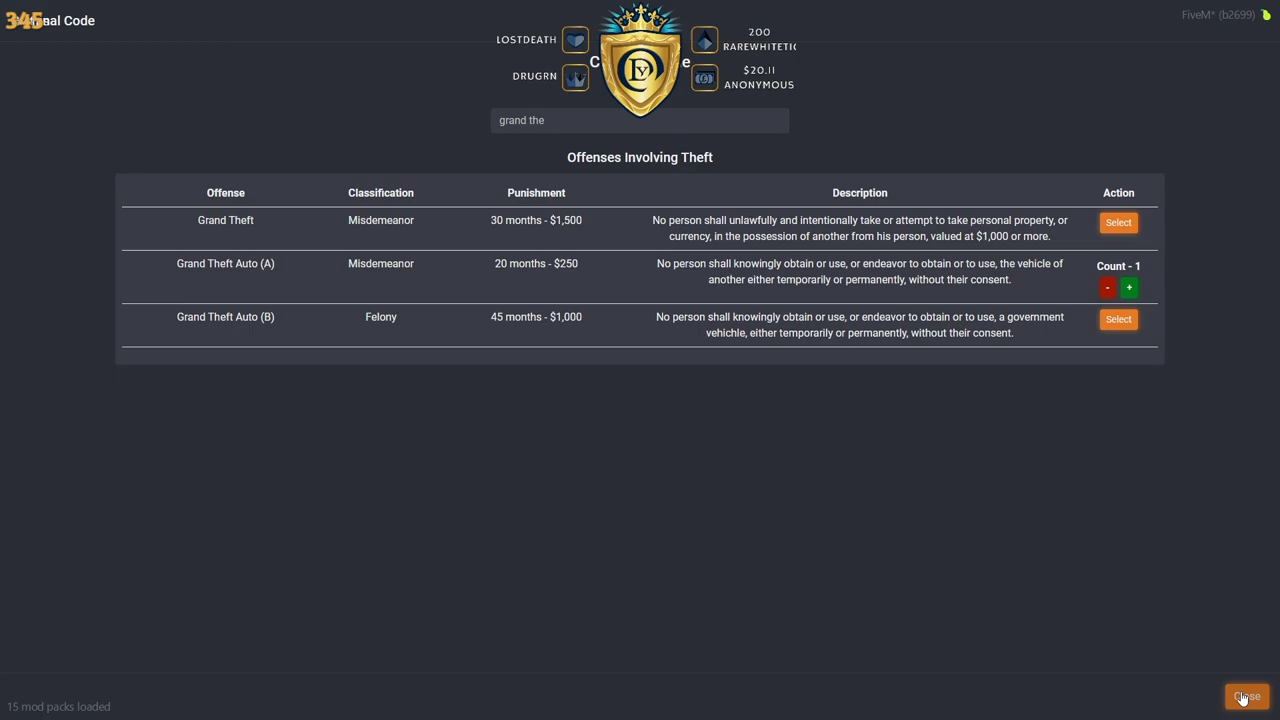 345
nal Code
FiveM* (b2699)
LOSTDEATH
200
RAREWHITETIC
DRUGRN
$20.11
ANONYMOUS
grand the
Offenses Involving Theft
Offense Classification Punishment Description Action
Grand Theft Misdemeanor 30 months - $1,500 No person shall unlawfully and intentionally take or attempt to take personal property, or Select
currency, in the possession of another from his person, valued at $1,000 or more.
Grand Theft Auto (A) Misdemeanor 20 months - $250 No person shall knowingly obtain or use, or endeavor to obtain or to use, the vehicle of Count - 1
another either temporarily or permanently, without their consent. - +
Grand Theft Auto (B) Felony 45 months - $1,000 No person shall knowingly obtain or use, or endeavor to obtain or to use, a government Select
vehichle, either temporarily or permanently, without their consent.
15 mod packs loaded
Close